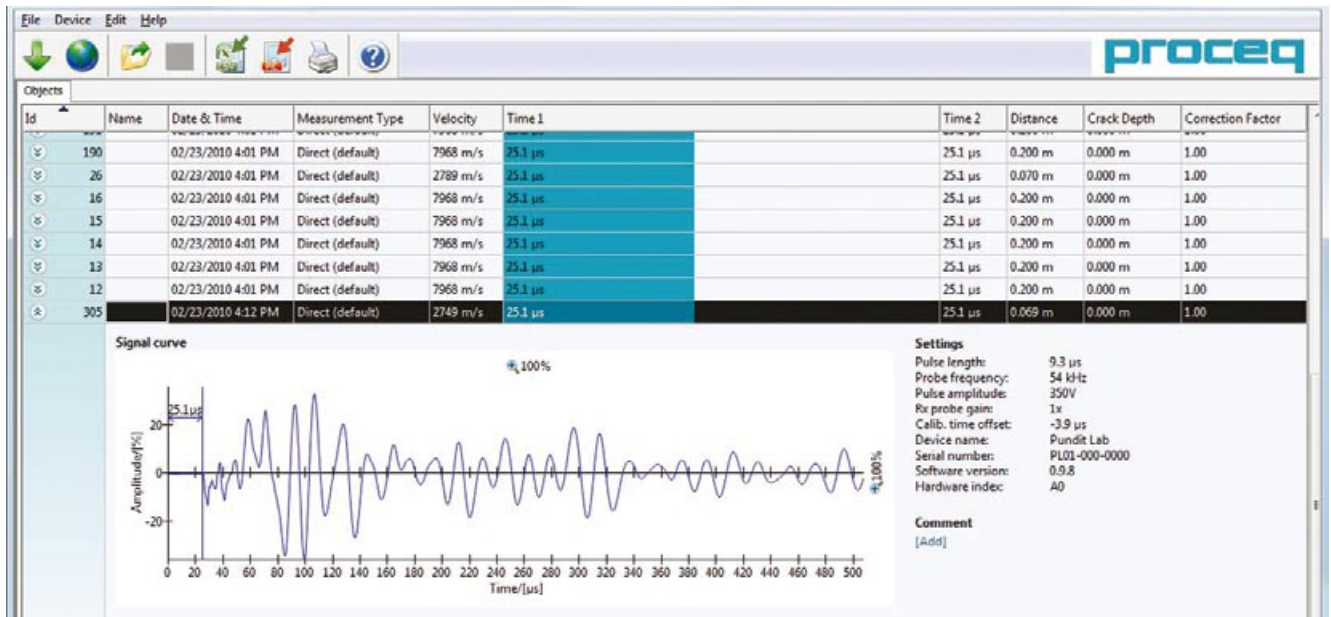 File Device Edit Help
proceq
Objects
Id Name Date & Time Measurement Type Velocity Time 1 Time 2 Distance Crack Depth Correction Factor
190 02/23/2010 4:01 PM Direct (default) 7968 m/s 25.1 µs 25.1 µs 0.200 m 0.000 m 1.00
26 02/23/2010 4:01 PM Direct (default) 2789 m/s 25.1 µs 25.1 µs 0.070 m 0.000 m 1.00
16 02/23/2010 4:01 PM Direct (default) 7968 m/s 25.1 µs 25.1 µs 0.200 m 0.000 m 1.00
15 02/23/2010 4:01 PM Direct (default) 7968 m/s 25.1 µs 25.1 µs 0.200 m 0.000 m 1.00
14 02/23/2010 4:01 PM Direct (default) 7968 m/s 25.1 µs 25.1 µs 0.200 m 0.000 m 1.00
13 02/23/2010 4:01 PM Direct (default) 7968 m/s 25.1 µs 25.1 µs 0.200 m 0.000 m 1.00
12 02/23/2010 4:01 PM Direct (default) 7968 m/s 25.1 µs 25.1 µs 0.200 m 0.000 m 1.00
305 02/23/2010 4:12 PM Direct (default) 2749 m/s 25.1 µs 25.1 µs 0.069 m 0.000 m 1.00
Signal curve
100%
25.1µs
20
0
-20
Amplitude/[%]
100%
0 20 40 60 80 100 120 140 160 180 200 220 240 260 280 300 320 340 360 380 400 420 440 460 480 500
Time/[µs]
Settings
Pulse length: 9.3 µs
Probe frequency: 54 kHz
Pulse amplitude: 350V
Rx probe gain: 1x
Calib. time offset: -3.9 µs
Device name: Pundit Lab
Serial number: PL01-000-0000
Software version: 0.9.8
Hardware index: A0
Comment
[Add]